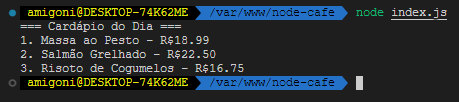 amigoni@DESKTOP-74K62ME /var/www/node-cafe node index.js
=== Cardápio do Dia ===
1. Massa ao Pesto - R$18.99
2. Salmão Grelhado - R$22.50
3. Risoto de Cogumelos - R$16.75
amigoni@DESKTOP-74K62ME /var/www/node-cafe